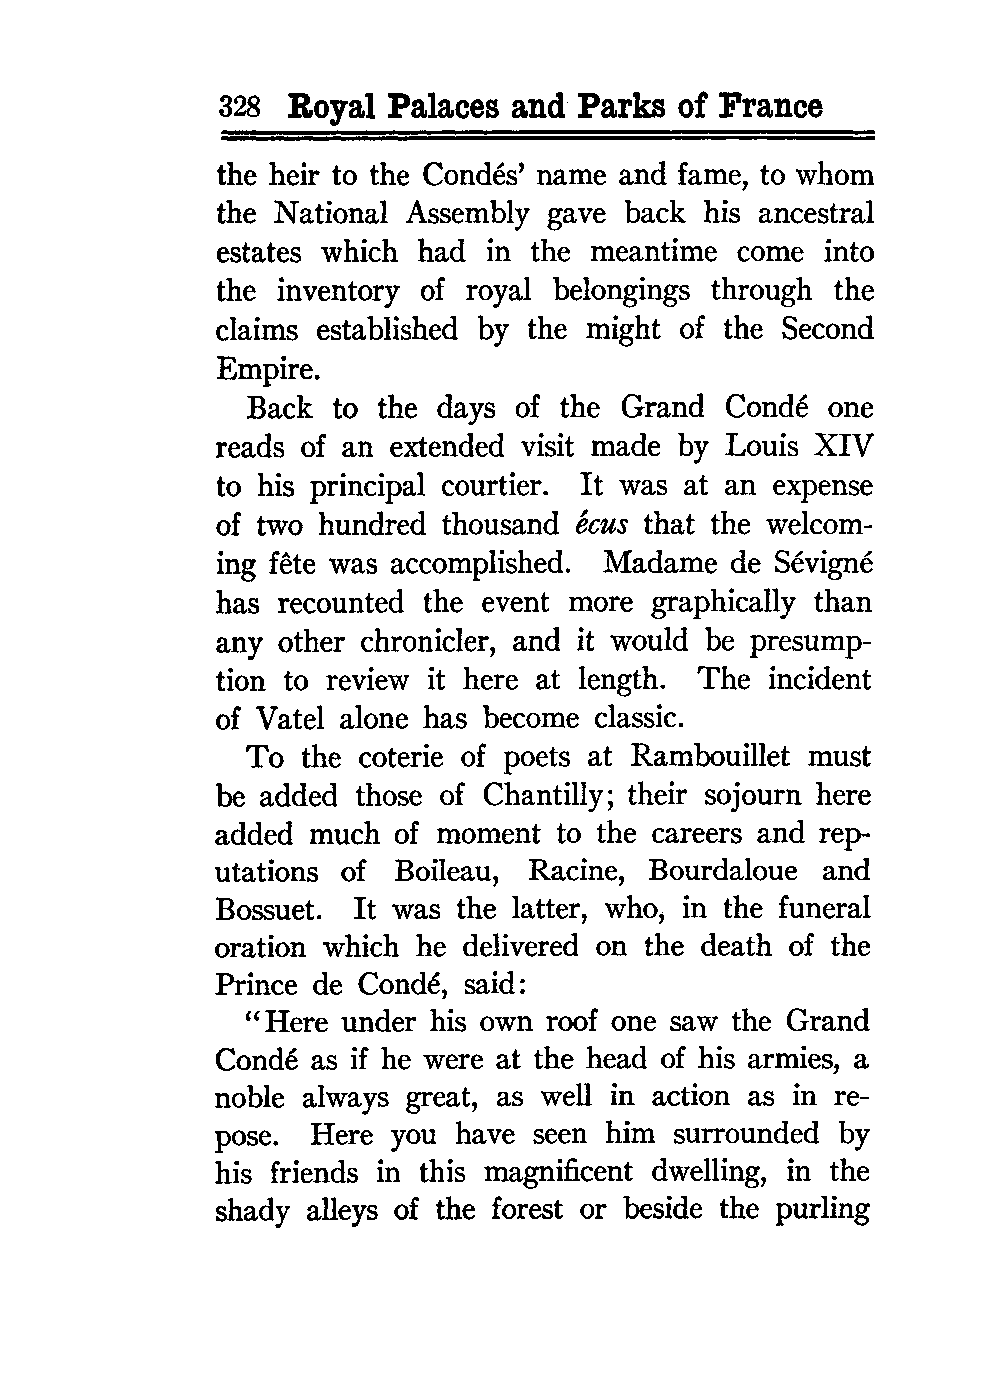 328 Royal Palaces and Parks of France
the heir to the Condés’ name and fame, to whom
the National Assembly gave back his ancestral
estates which had in the meantime come into
the inventory of royal belongings through the
claims established by the might of the Second
Empire.
Back to the days of the Grand Condé one
reads of an extended visit made by Louis XIV
to his principal courtier. It was at an expense
of two hundred thousand écus that the welcom-
ing fête was accomplished. Madame de Sévigné
has recounted the event more graphically than
any other chronicler, and it would be presump-
tion to review it here at length. The incident
of Vatel alone has become classic.
To the coterie of poets at Rambouillet must
be added those of Chantilly; their sojourn here
added much of moment to the careers and rep-
utations of Boileau, Racine, Bourdaloue and
Bossuet. It was the latter, who, in the funeral
oration which he delivered on the death of the
Prince de Condé, said:
“Here under his own roof one saw the Grand
Condé as if he were at the head of his armies, a
noble always great, as well in action as in re-
pose. Here you have seen him surrounded by
his friends in this magnificent dwelling, in the
shady alleys of the forest or beside the purling